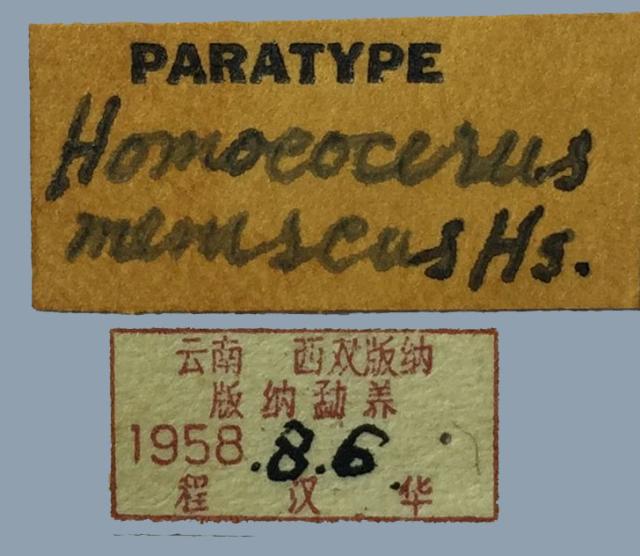 PARATYPE
Homoeocerus
meniscus Hs.
云南 西双版纳
版纳勐养
1958.8.6
程汉华